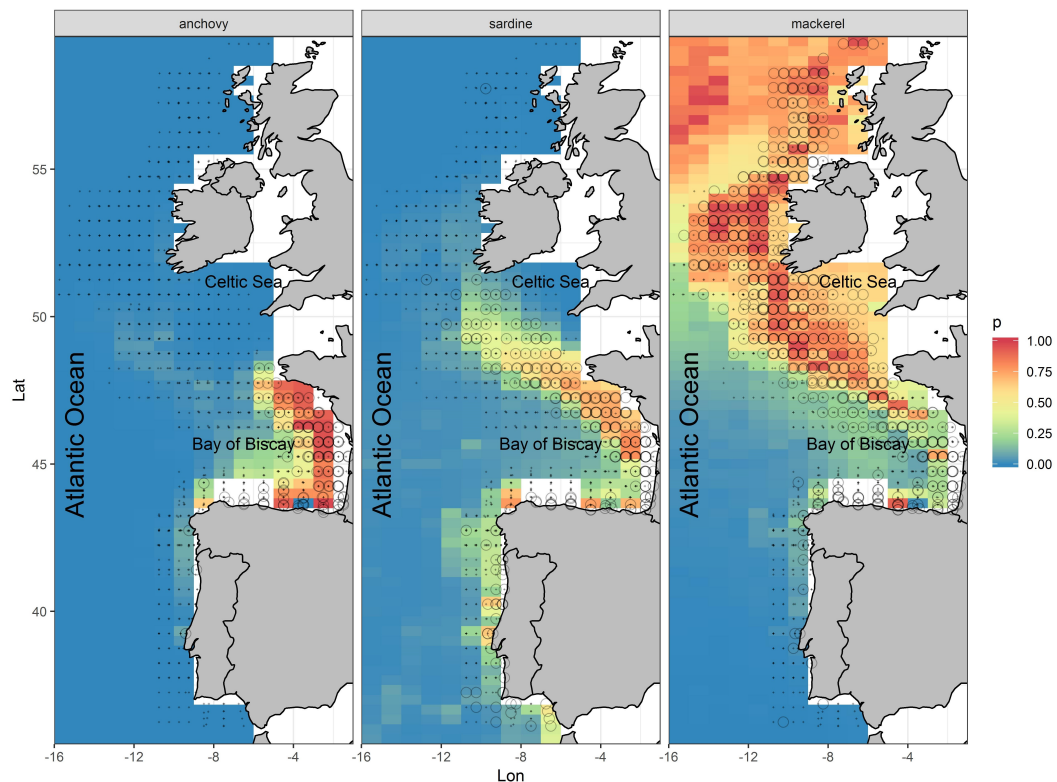 anchovy sardine mackerel
55
50
45
40
Lat
Celtic Sea Celtic Sea Celtic Sea
Bay of Biscay Bay of Biscay Bay of Biscay
Atlantic Ocean Atlantic Ocean Atlantic Ocean
-16 -12 -8 -4 -16 -12 -8 -4 -16 -12 -8 -4
Lon
p
1.00
0.75
0.50
0.25
0.00